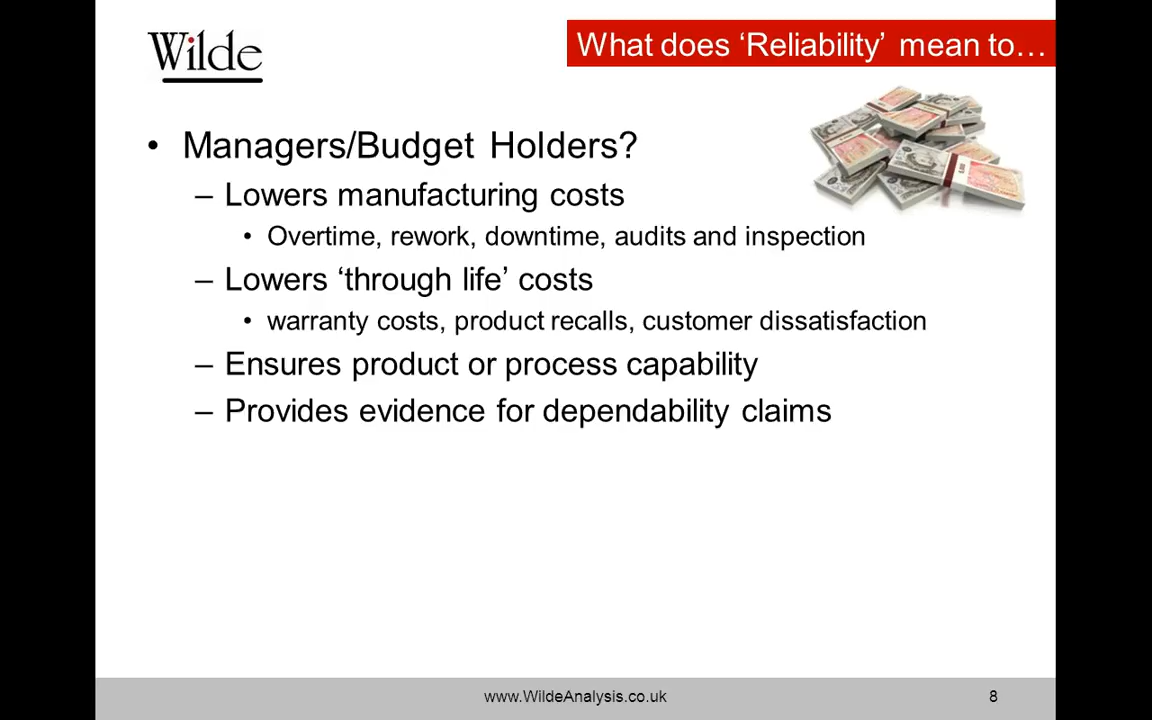 Wilde
What does ‘Reliability’ mean to…
• Managers/Budget Holders?
– Lowers manufacturing costs
• Overtime, rework, downtime, audits and inspection
– Lowers ‘through life’ costs
• warranty costs, product recalls, customer dissatisfaction
– Ensures product or process capability
– Provides evidence for dependability claims
www.WildeAnalysis.co.uk
8